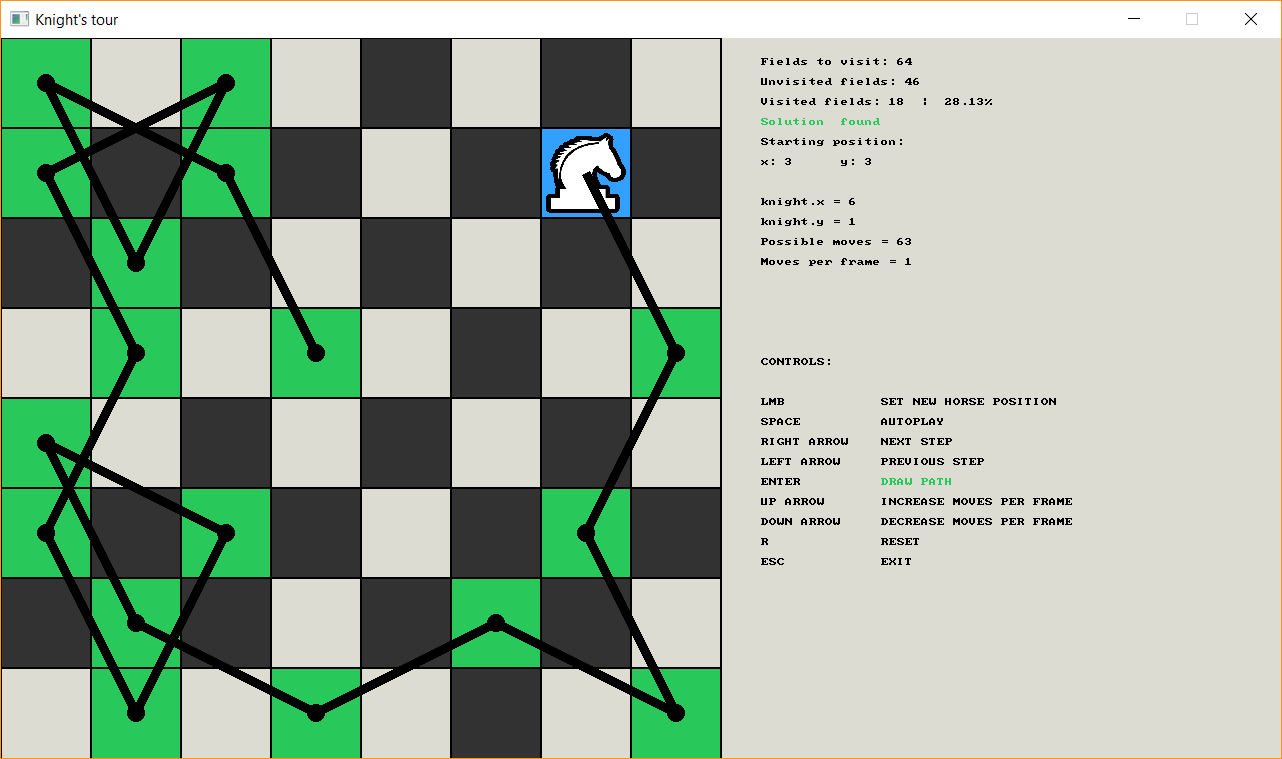 Knight's tour
Fields to visit: 64
Unvisited fields: 46
Visited fields: 18 : 28.13%
Solution found
Starting position:
x: 3 y: 3
knight.x = 6
knight.y = 1
Possible moves = 63
Moves per frame = 1
CONTROLS:
LMB SET NEW HORSE POSITION
SPACE AUTOPLAY
RIGHT ARROW NEXT STEP
LEFT ARROW PREVIOUS STEP
ENTER DRAW PATH
UP ARROW INCREASE MOVES PER FRAME
DOWN ARROW DECREASE MOVES PER FRAME
R RESET
ESC EXIT